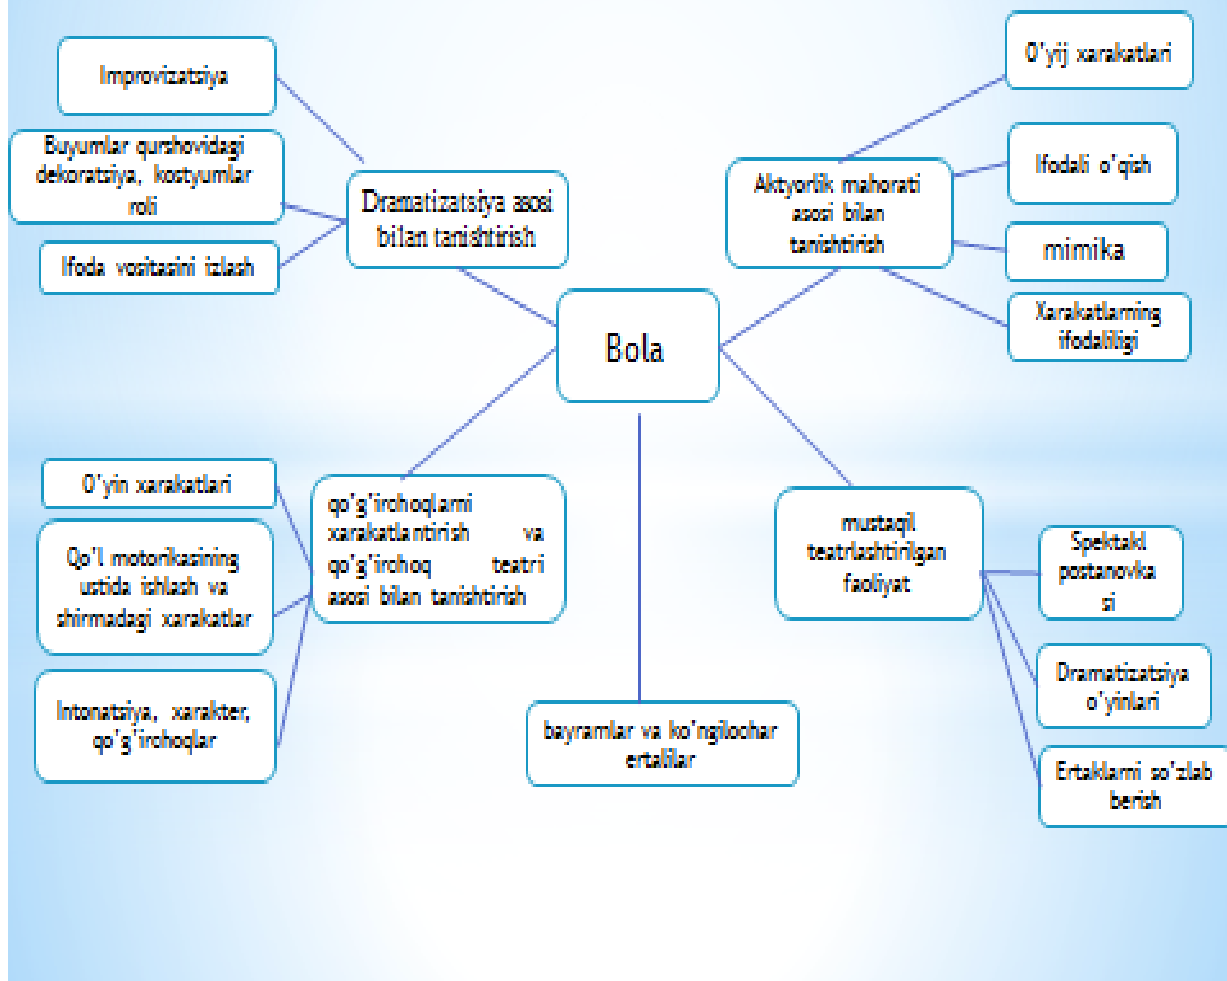 Improvizatsiya
Buyumlar qurshovidagi
dekoratsiya, kostyumlar
roli
Ifoda vositasini izlash
Dramatizatsiya asosi
bilan tanishtirish
O'yij xarakatlari
Ifodali o'qish
mimika
Xarakatlarning
ifodaliligi
Aktyorlik mahorati
asosi bilan
tanishtirish
Bola
O'yin xarakatlari
Qo'l motorikasining
ustida ishlash va
shirmadagi xarakatlar
Intonatsiya, xarakter,
qo'g'irchoqlar
qo'g'irchoqlarni
xarakatlantirish va
qo'g'irchoq teatri
asosi bilan tanishtirish
mustaqil
teatrlashtirilgan
faoliyat
Spektakl
postanovka
si
Dramatizatsiya
o'yinlari
Ertaklarni so'zlab
berish
bayramlar va ko'ngilochar
ertalilar